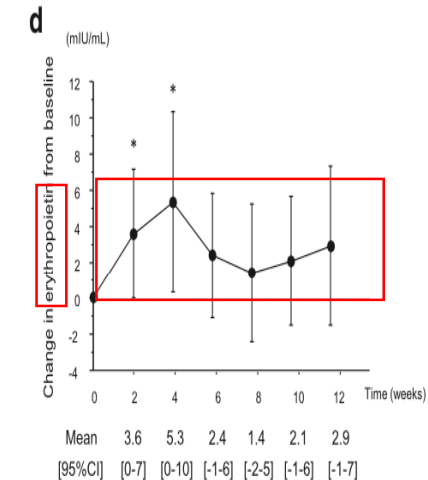 d
(mIU/mL)
Change in erythropoietin from baseline
12
10
8
6
4
2
0
-2
-4
*
*
0 2 4 6 8 10 12 Time (weeks)
Mean 3.6 5.3 2.4 1.4 2.1 2.9
[95%CI] [0-7] [0-10] [-1-6] [-2-5] [-1-6] [-1-7]